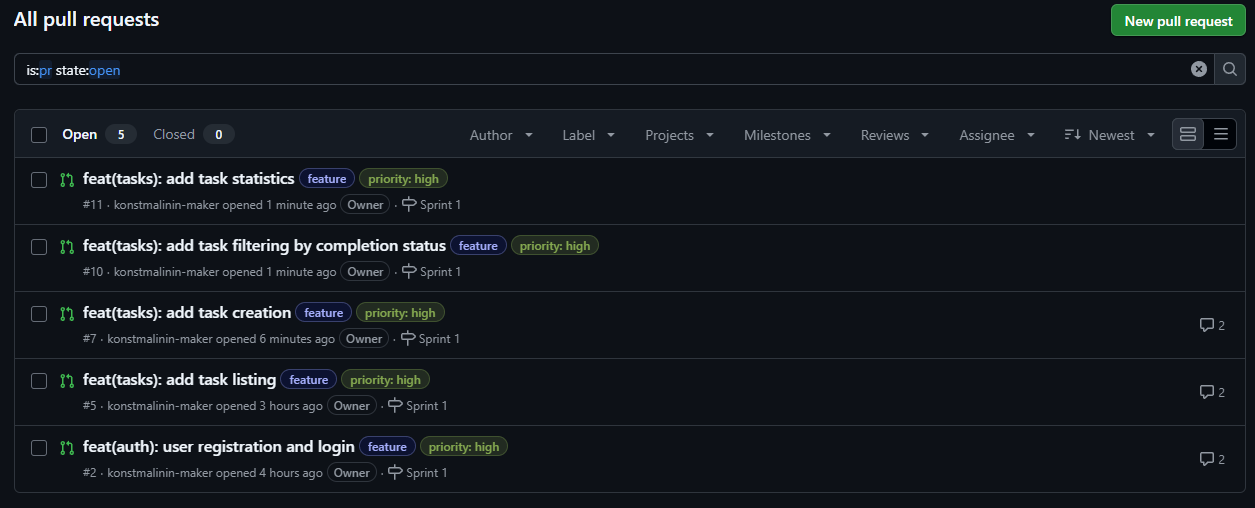 All pull requests
New pull request
is:pr state:open
Open 5 Closed 0 Author Label Projects Milestones Reviews Assignee Newest
feat(tasks): add task statistics feature priority: high
#11 · konstmalinin-maker opened 1 minute ago Owner · Sprint 1
feat(tasks): add task filtering by completion status feature priority: high
#10 · konstmalinin-maker opened 1 minute ago Owner · Sprint 1
feat(tasks): add task creation feature priority: high
#7 · konstmalinin-maker opened 6 minutes ago Owner · Sprint 1
2
feat(tasks): add task listing feature priority: high
#5 · konstmalinin-maker opened 3 hours ago Owner · Sprint 1
2
feat(auth): user registration and login feature priority: high
#2 · konstmalinin-maker opened 4 hours ago Owner · Sprint 1
2